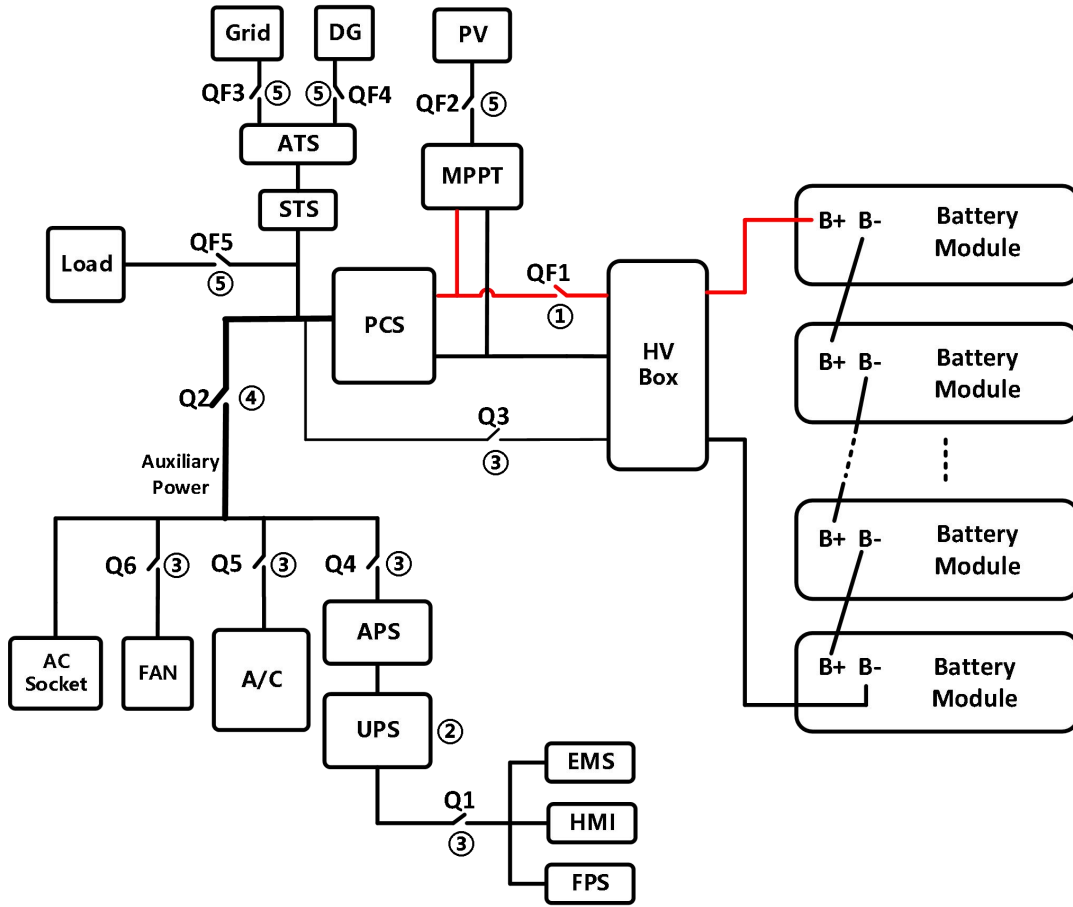 Grid
DG
PV
QF3
⑤
⑤
QF4
QF2
⑤
ATS
MPPT
STS
B+ B-
Battery
Module
Load
QF5
⑤
QF1
①
PCS
HV
Box
B+ B-
Battery
Module
Q2
④
Q3
③
Auxiliary
Power
B+ B-
Battery
Module
Q6
③
Q5
③
Q4
③
APS
AC
Socket
FAN
A/C
B+ B-
Battery
Module
UPS
②
EMS
Q1
③
HMI
FPS